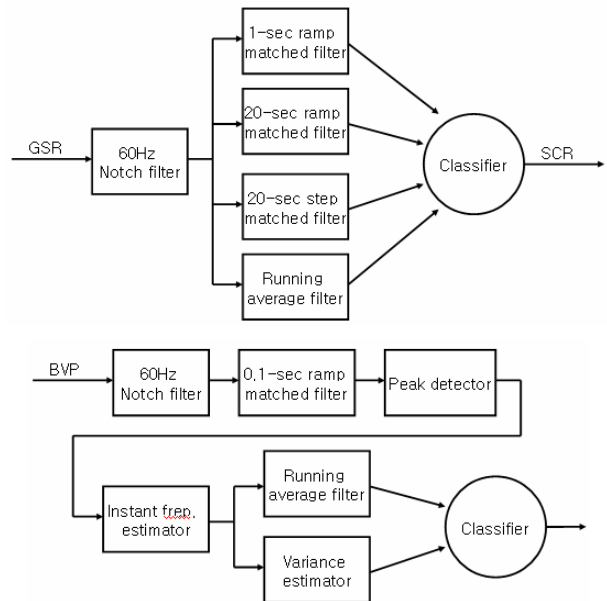 1-sec ramp
matched filter
20-sec ramp
matched filter
GSR
60Hz
Notch filter
20-sec step
matched filter
Running
average filter
Classifier
SCR
BVP
60Hz
Notch filter
0.1-sec ramp
matched filter
Peak detector
Instant frep.
estimator
Running
average filter
Variance
estimator
Classifier